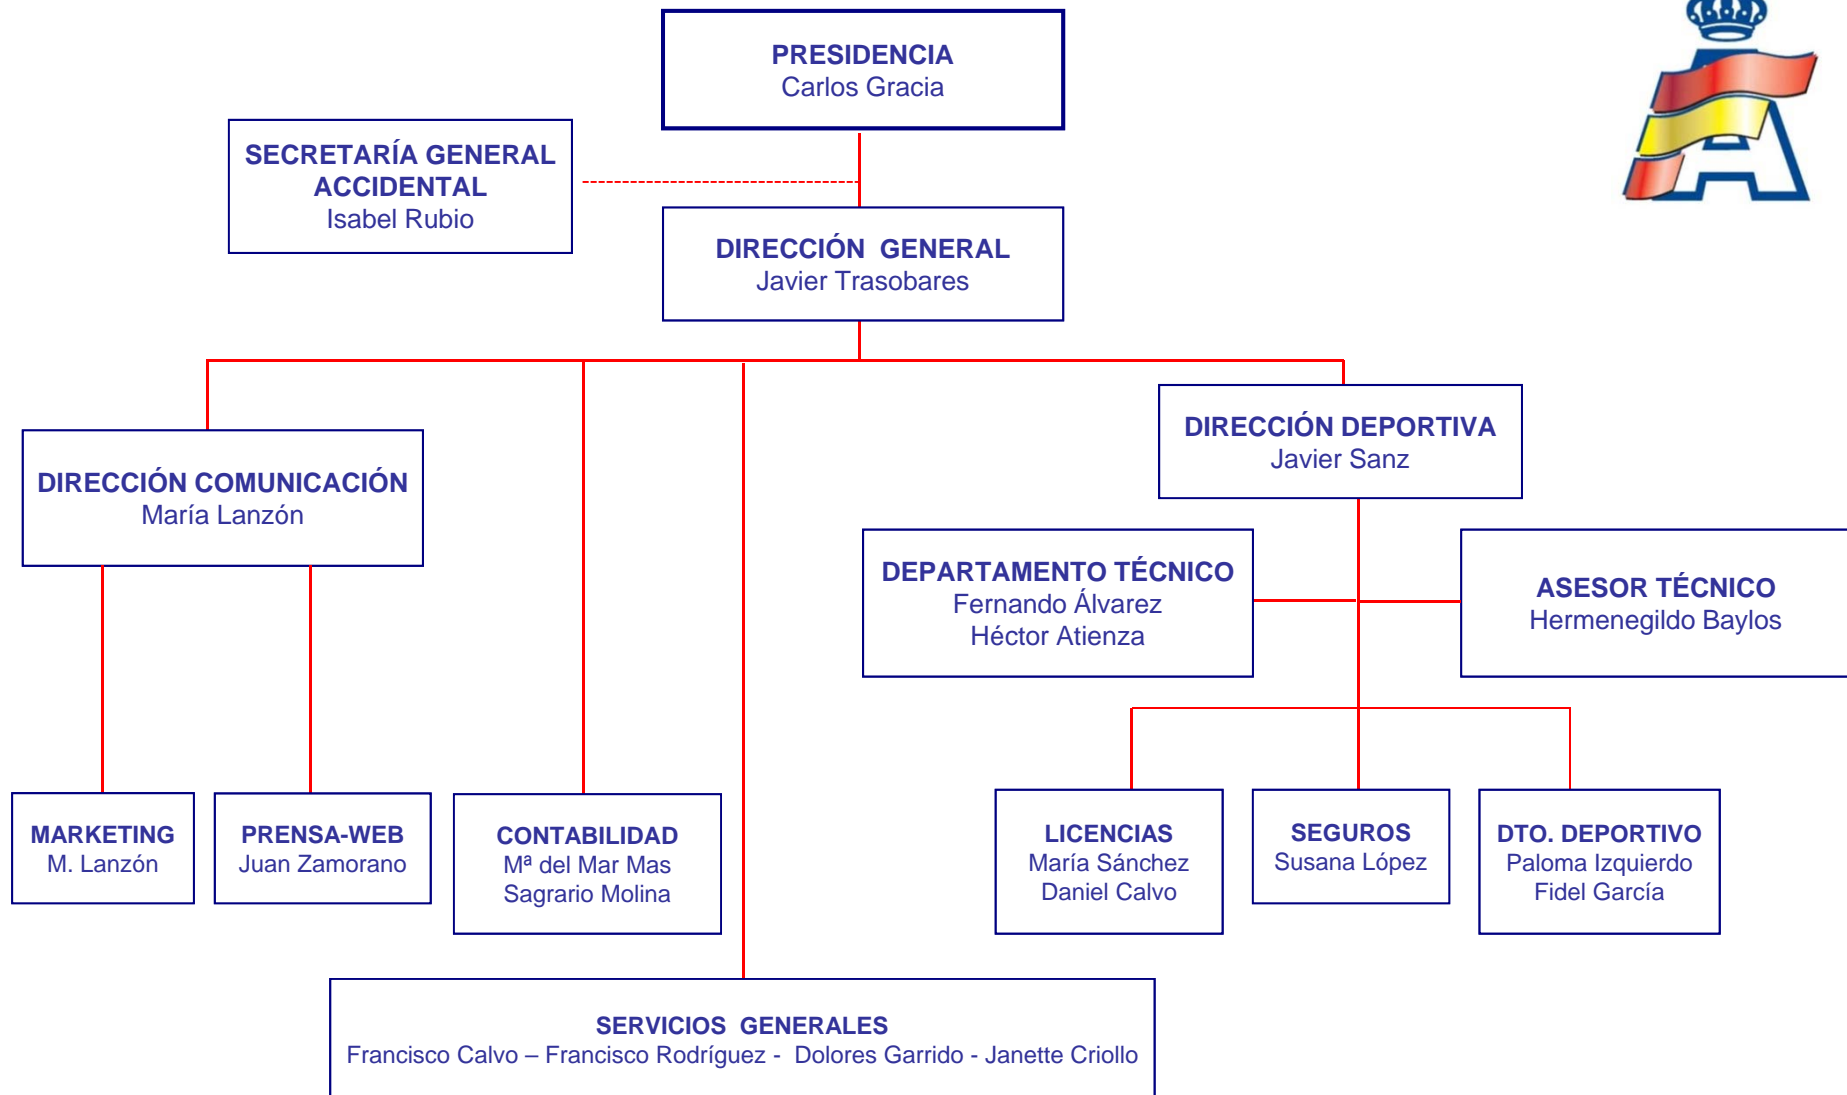 PRESIDENCIA
Carlos Gracia
SECRETARÍA GENERAL
ACCIDENTAL
Isabel Rubio
DIRECCIÓN GENERAL
Javier Trasobares
DIRECCIÓN COMUNICACIÓN
María Lanzón
DIRECCIÓN DEPORTIVA
Javier Sanz
DEPARTAMENTO TÉCNICO
Fernando Álvarez
Héctor Atienza
ASESOR TÉCNICO
Hermenegildo Baylos
MARKETING
M. Lanzón
PRENSA-WEB
Juan Zamorano
CONTABILIDAD
Mª del Mar Mas
Sagrario Molina
LICENCIAS
María Sánchez
Daniel Calvo
SEGUROS
Susana López
DTO. DEPORTIVO
Paloma Izquierdo
Fidel García
SERVICIOS GENERALES
Francisco Calvo – Francisco Rodríguez - Dolores Garrido - Janette Criollo